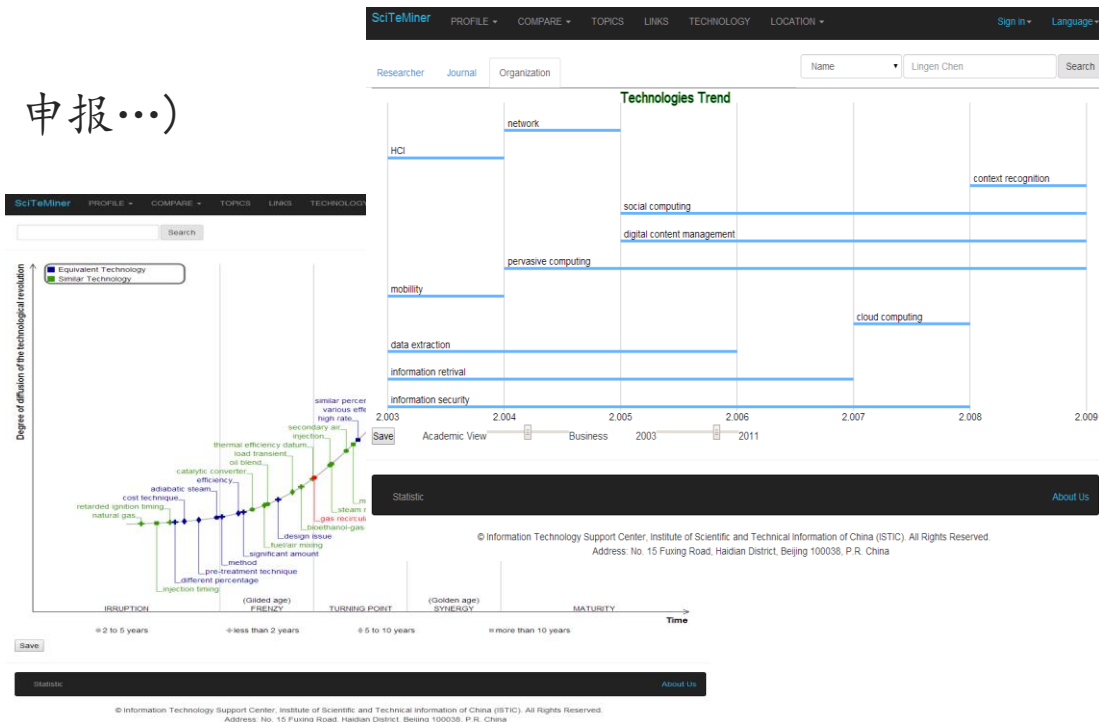 申报…)
SciTeMiner PROFILE COMPARE TOPICS LINKS TECHNOLOGY LOCATION Sign in Language
Researcher Journal Organization Name Lingen Chen Search
Technologies Trend
network
HCI
context recognition
social computing
digital content management
pervasive computing
mobillity
cloud computing
data extraction
information retrival
information security
2.003 2.004 2.005 2.006 2.007 2.008 2.009
Save Academic View Business 2003 2011
Statistic About Us
© Information Technology Support Center, Institute of Scientific and Technical Information of China (ISTIC). All Rights Reserved.
Address: No. 15 Fuxing Road, Haidian District, Beijing 100038, P.R. China
SciTeMiner PROFILE COMPARE TOPICS LINKS TECHNOLOGY
Search
Equivalent Technology
Similar Technology
Degree of diffusion of the technological revolution
similar percen
various effe
high rate
secondary air
injection
thermal efficiency datum
load transient
oil blend
catalytic converter
efficiency
adiabatic steam
cost technique
retarded ignition timing
natural gas
m
steam r
gas recircul
bioethanol-gas
design issue
fuel/air mixing
significant amount
method
pre-treatment technique
different percentage
injection timing
IRRUPTION (Gilded age) FRENZY TURNING POINT (Golden age) SYNERGY MATURITY
Time
2 to 5 years less than 2 years 5 to 10 years more than 10 years
Save
Statistic About Us
© Information Technology Support Center, Institute of Scientific and Technical Information of China (ISTIC). All Rights Reserved.
Address: No. 15 Fuxing Road, Haidian District, Beijing 100038, P.R. China